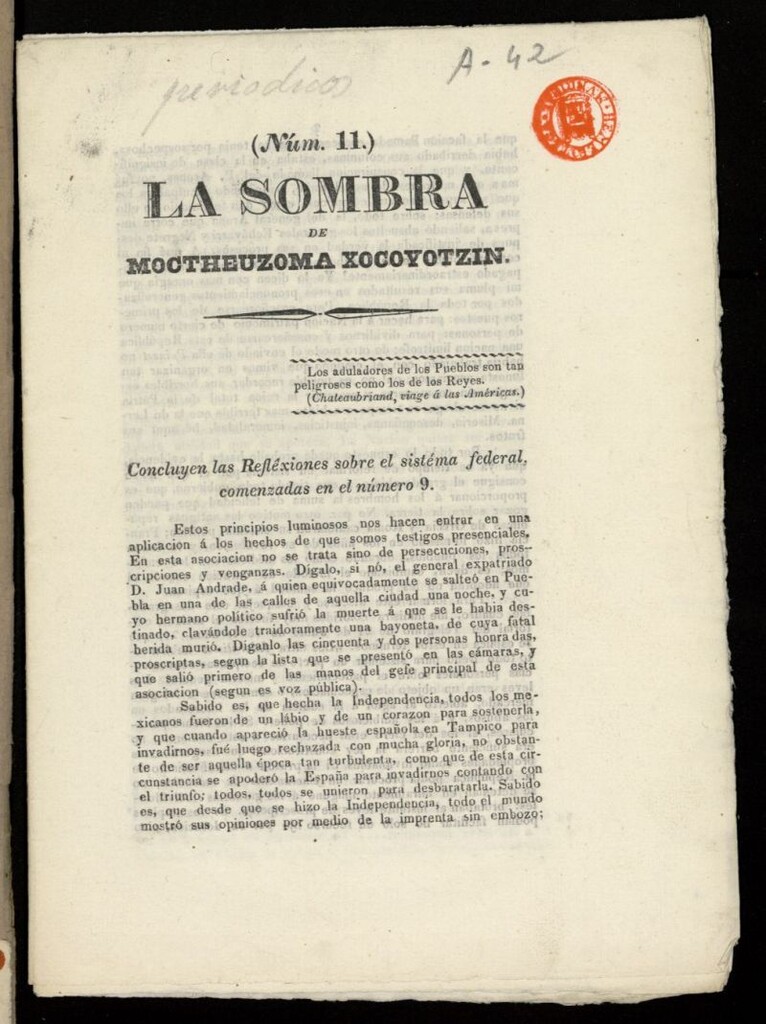 periodicos
A-42
(Núm. 11.)
LA SOMBRA
DE
MOCTHEUZOMA XOCOYOTZIN.
Los aduladores de los Pueblos son tan
peligrosos como los de los Reyes.
(Chateaubriand, viage á las Américas.)
Concluyen las Refléxiones sobre el sistéma federal,
comenzadas en el número 9.
Estos principios luminosos nos hacen entrar en una
aplicacion á los hechos de que somos testigos presenciales.
En esta asociacion no se trata sino de persecuciones, pros-
cripciones y venganzas. Dígalo, si nó, el general expatriado
D. Juan Andrade, á quien equivocadamente se salteó en Pue-
bla en una de las calles de aquella ciudad una noche, y cu-
yo hermano político sufrió la muerte á que se le habia des-
tinado, clavándole traidoramente una bayoneta, de cuya fatal
herida murió. Diganlo las cincuenta y dos personas honradas,
proscriptas, segun la lista que se presentó en las cámaras, y
que salió primero de las manos del gefe principal de esta
asociacion (segun es voz pública).
Sabido es, que hecha la Independencia, todos los me-
xicanos fueron de un lábio y de un corazon para sostenerla,
y que cuando apareció la hueste española en Tampico para
invadirnos, fué luego rechazada con mucha gloria, no obstan-
te de ser aquella época tan turbulenta, como que de esta cir-
cunstancia se apoderó la España para invadirnos contando con
el triunfo; todos, todos se unieron para desbaratarla. Sabido
es, que desde que se hizo la Independencia, todo el mundo
mostró sus opiniones por medio de la imprenta sin embozo;